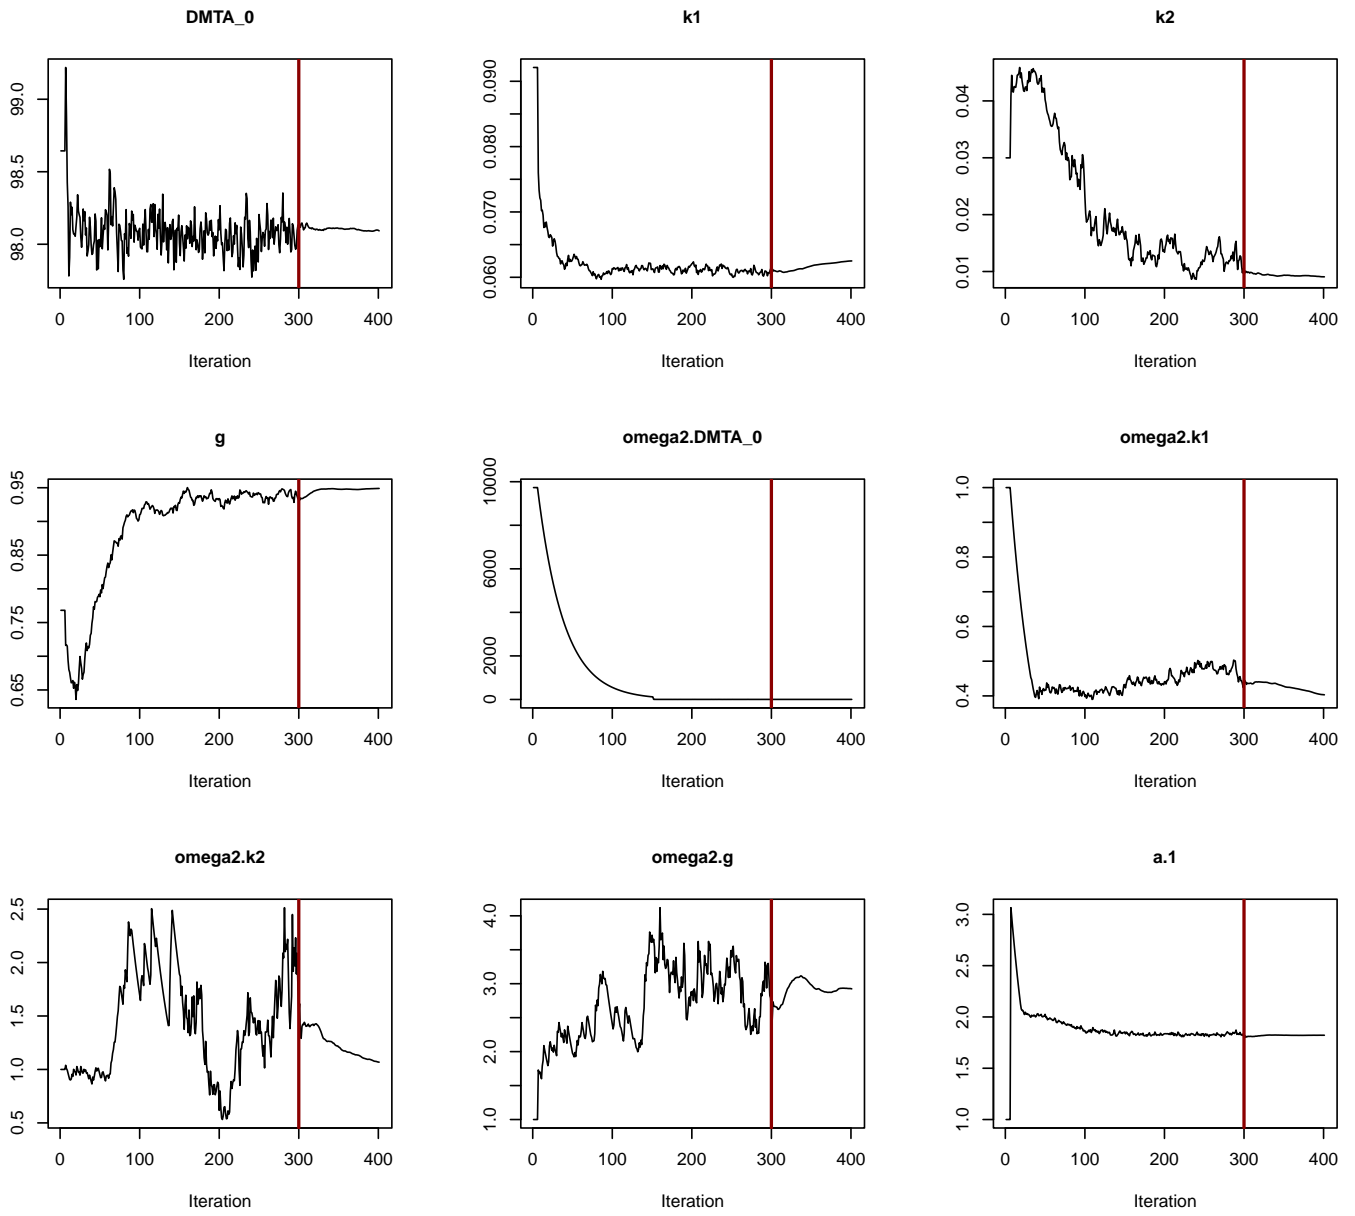 DMTA_0
k1
k2
98.0 98.5 99.0
0.060 0.070 0.080 0.090
0.01 0.02 0.03 0.04
0 100 200 300 400
0 100 200 300 400
0 100 200 300 400
Iteration
Iteration
Iteration
g
omega2.DMTA_0
omega2.k1
0.65 0.75 0.85 0.95
0 2000 6000 10000
0.4 0.6 0.8 1.0
0 100 200 300 400
0 100 200 300 400
0 100 200 300 400
Iteration
Iteration
Iteration
omega2.k2
omega2.g
a.1
0.5 1.0 1.5 2.0 2.5
1.0 2.0 3.0 4.0
1.0 1.5 2.0 2.5 3.0
0 100 200 300 400
0 100 200 300 400
0 100 200 300 400
Iteration
Iteration
Iteration